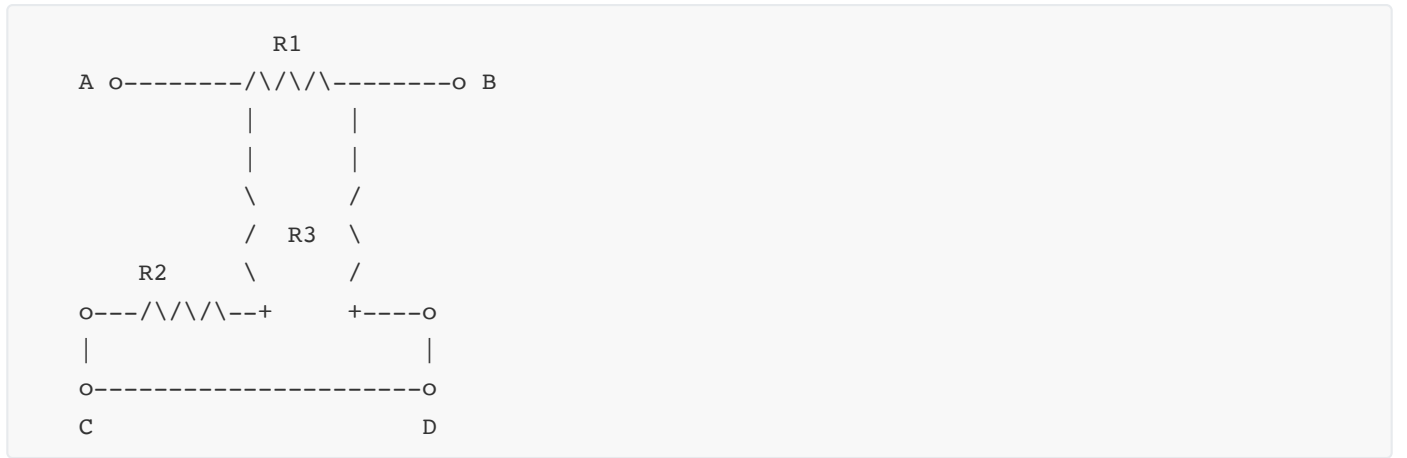 R1
A o--------/\/\/\--------o B
|       |
|       |
\       /
/  R3  \
R2     \       /
o---/\/\/\--+     +----o
|                       |
o----------------------o
C                       D